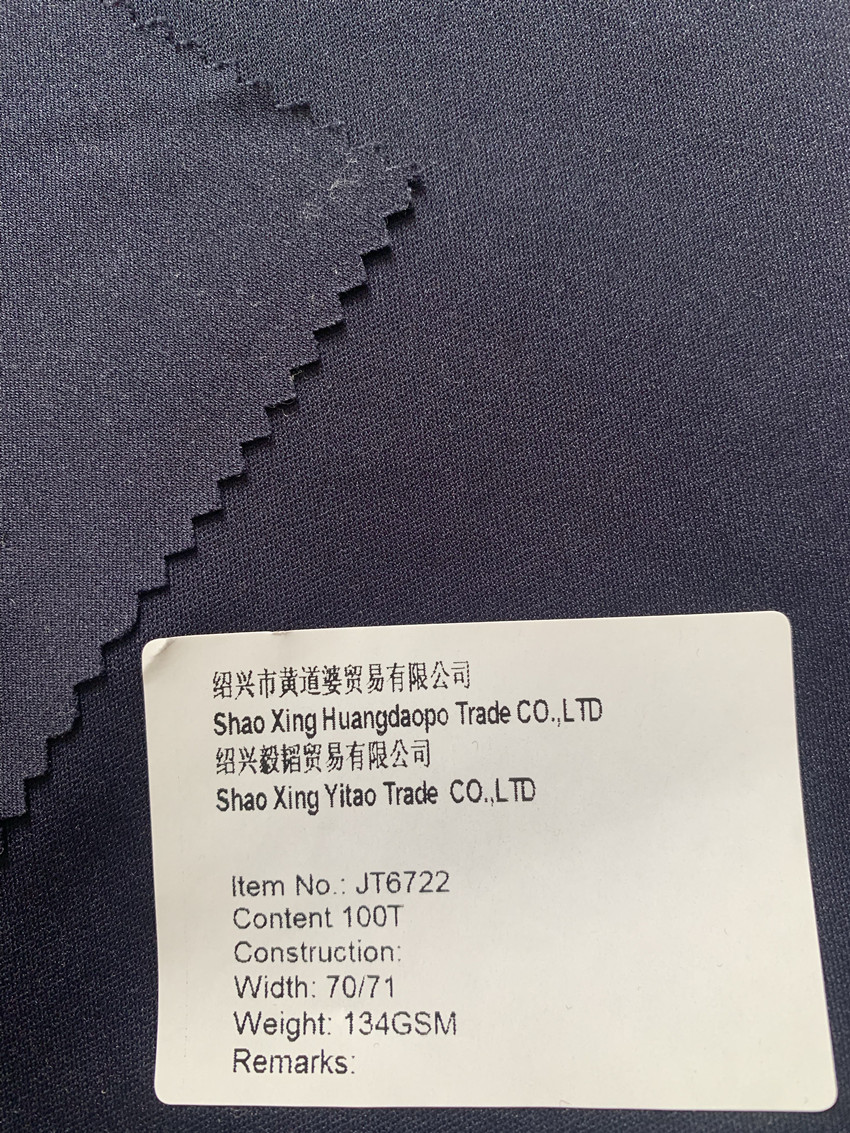 绍兴市黄道婆贸易有限公司
Shao Xing Huangdaopo Trade CO.,LTD
绍兴毅韬贸易有限公司
Shao Xing Yitao Trade CO.,LTD
Item No.: JT6722
Content 100T
Construction:
Width: 70/71
Weight: 134GSM
Remarks: